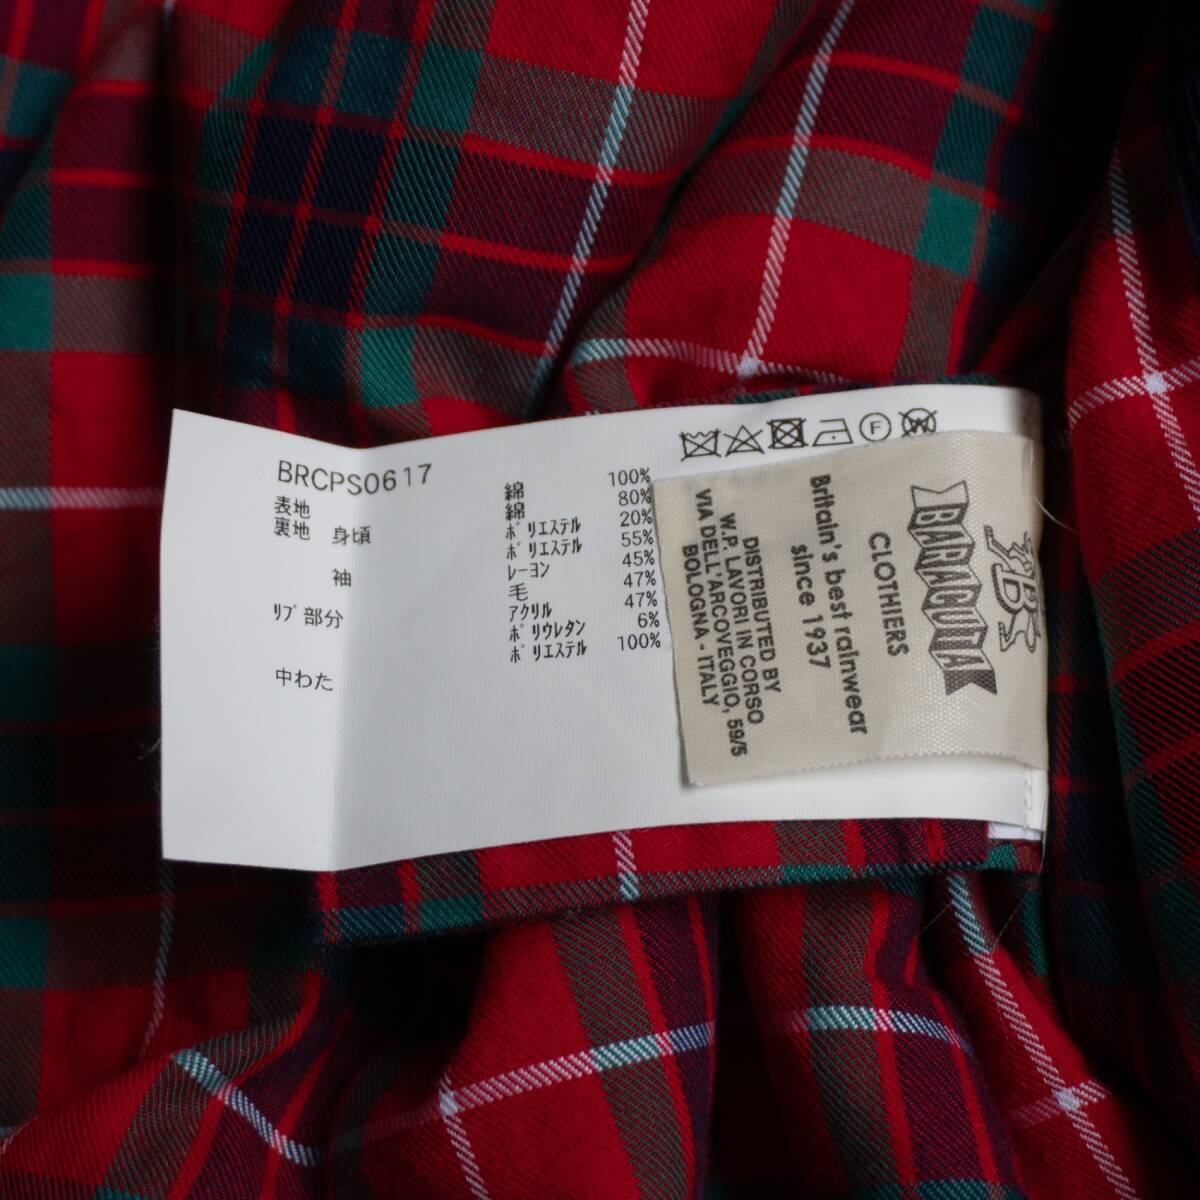 BRCPS0617
表地 綿 100%
裏地 身頃 綿 80%
ﾎﾟﾘｴｽﾃﾙ 20%
袖 ﾎﾟﾘｴｽﾃﾙ 55%
ﾚｰﾖﾝ 45%
ﾘﾌﾞ部分 毛 47%
ｱｸﾘﾙ 47%
ﾎﾟﾘｳﾚﾀﾝ 6%
中わた ﾎﾟﾘｴｽﾃﾙ 100%
F
W
B
BARACUTA
CLOTHIERS
Britain's best rainwear
since 1937
DISTRIBUTED BY
W.P. LAVORI IN CORSO
VIA DELL'ARCOVEGGIO, 59/5
BOLOGNA - ITALY